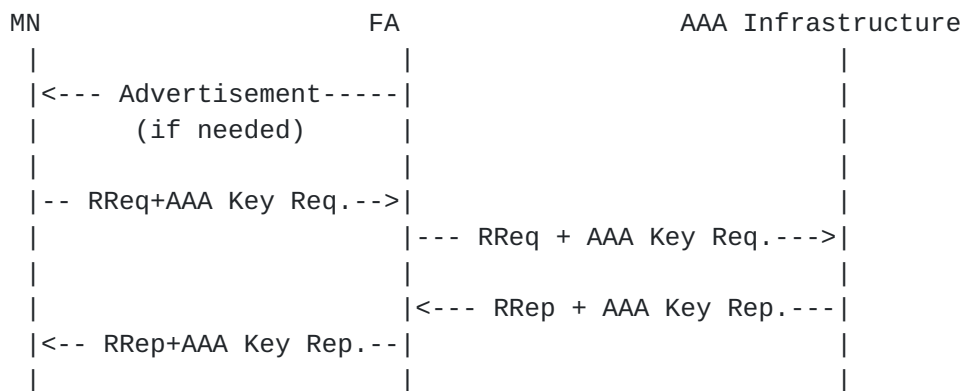 MN                     FA                AAA Infrastructure
 |                     |                         |
 |<--- Advertisement-----|                         |
 |      (if needed)      |                         |
 |                       |                         |
 |-- RReq+AAA Key Req.-->|                         |
 |                       |--- RReq + AAA Key Req.--->|
 |                       |                         |
 |                       |<--- RRep + AAA Key Rep.---|
 |<-- RRep+AAA Key Rep.--|                         |
 |                       |                         |